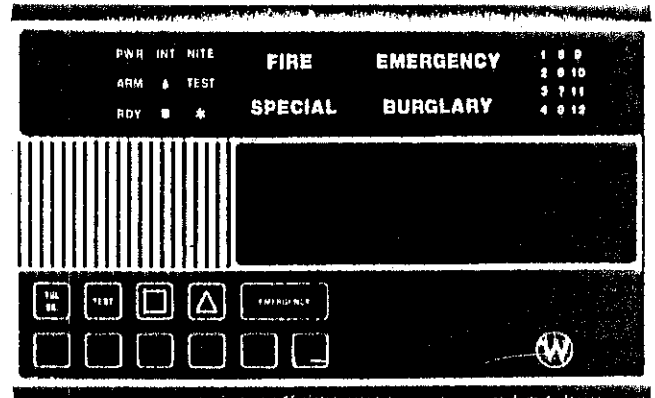 PWR INT NITE
ARM TEST
RDY ■ *
FIRE EMERGENCY
SPECIAL BURGLARY
1 5 9
2 6 10
3 7 11
4 8 12
TEST □ △ EMERGENCY
W